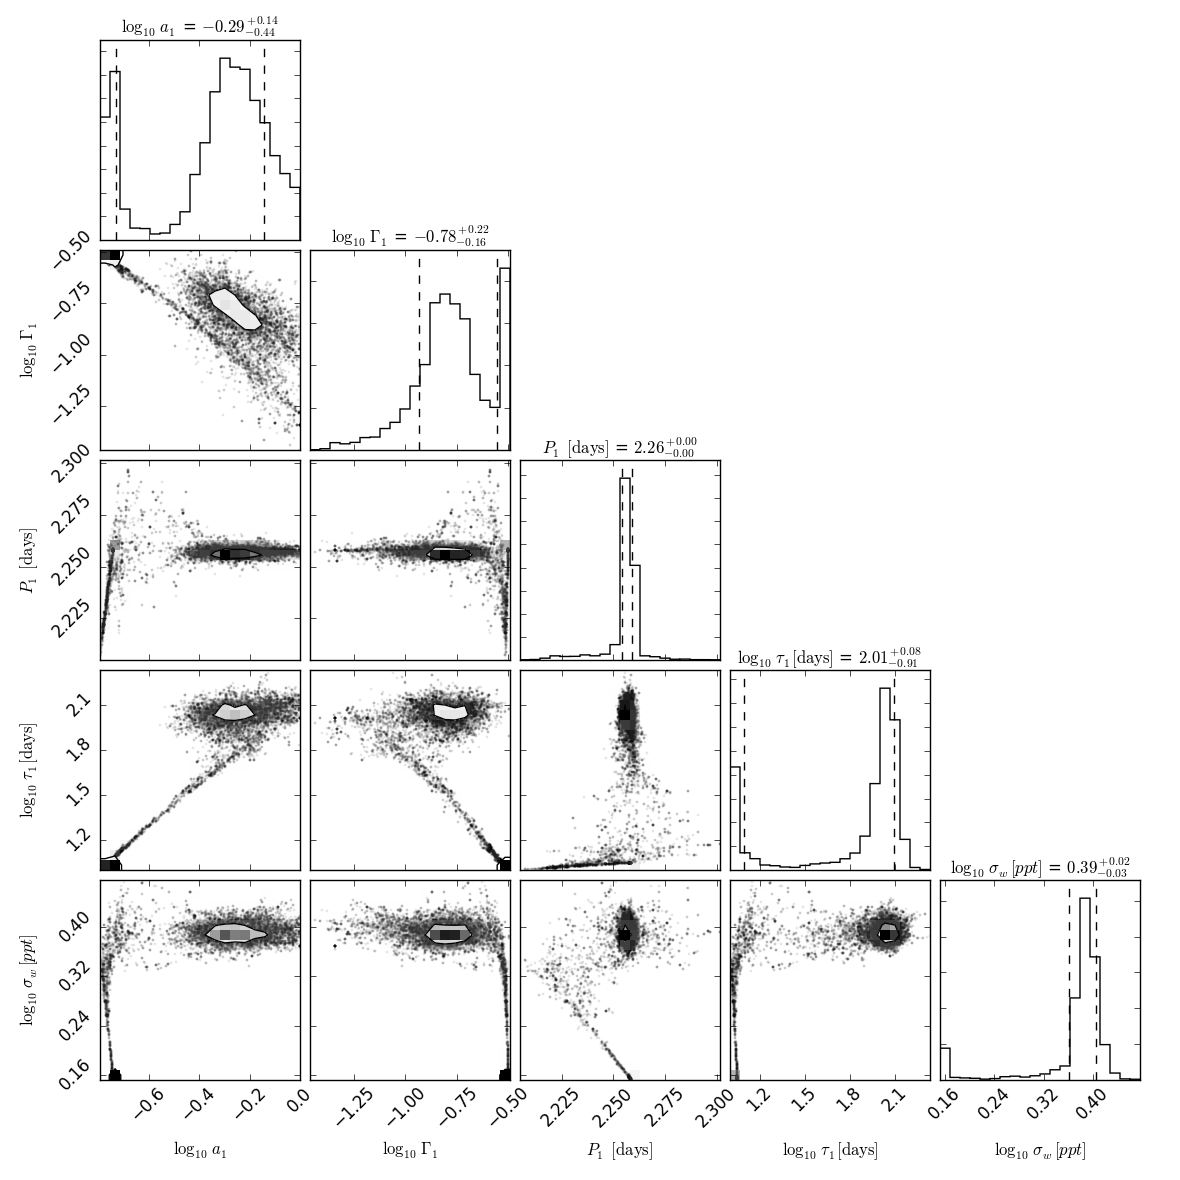 log₁₀ a₁ = −0.29 +0.14 −0.44
−0.50
log₁₀ Γ₁ = −0.78 +0.22 −0.16
−0.75
−1.00
−1.25
log₁₀ Γ₁
P₁ [days] = 2.26 +0.00 −0.00
2.300
2.275
2.250
2.225
P₁ [days]
log₁₀ τ₁[days] = 2.01 +0.08 −0.91
2.1
1.8
1.5
1.2
log₁₀ τ₁[days]
log₁₀ σw [ppt] = 0.39 +0.02 −0.03
0.40
0.32
0.24
0.16
log₁₀ σw [ppt]
−0.6 −0.4 −0.2 0.0 −1.25 −1.00 −0.75 −0.50 2.225 2.250 2.275 2.300 1.2 1.5 1.8 2.1 0.16 0.24 0.32 0.40
log₁₀ a₁ log₁₀ Γ₁ P₁ [days] log₁₀ τ₁[days] log₁₀ σw [ppt]